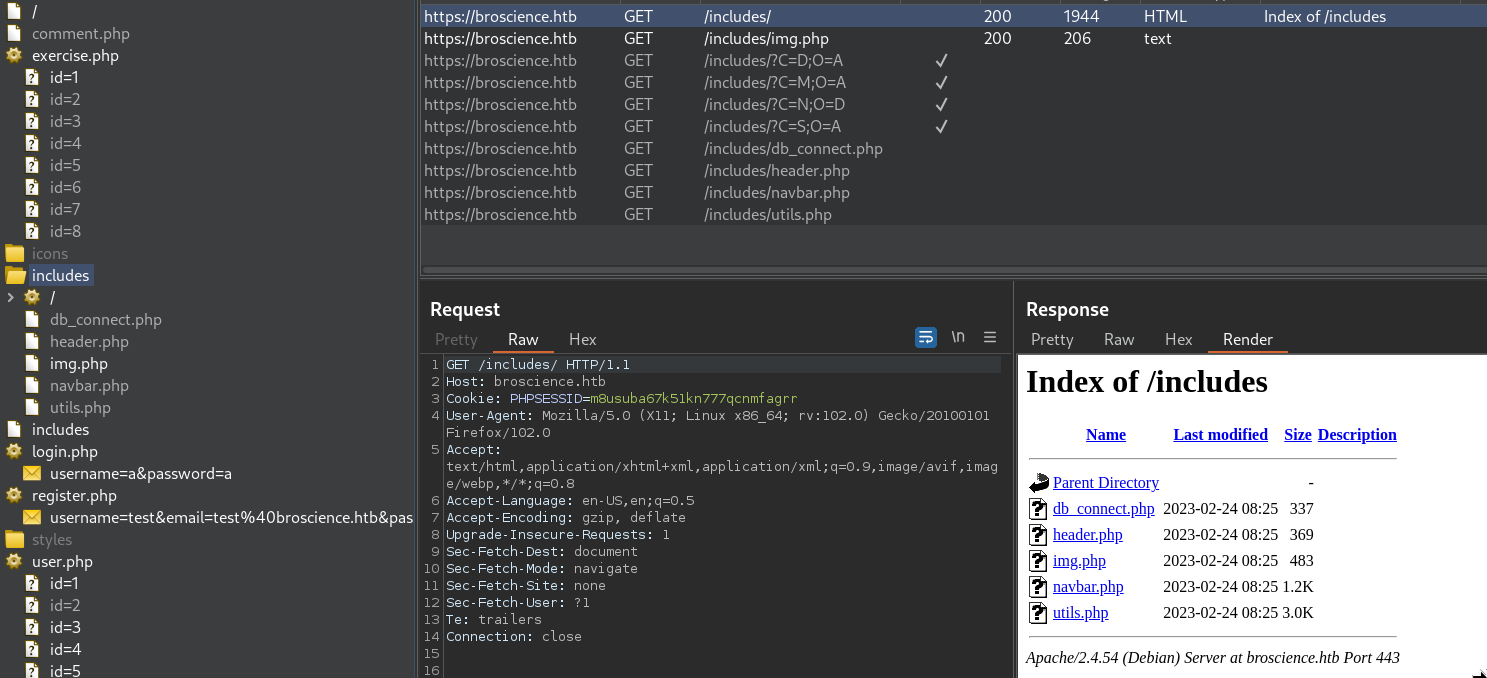 /
comment.php
exercise.php
id=1
id=2
id=3
id=4
id=5
id=6
id=7
id=8
icons
includes
/
db_connect.php
header.php
img.php
navbar.php
utils.php
includes
login.php
username=a&password=a
register.php
username=test&email=test%40broscience.htb&pas
styles
user.php
id=1
id=2
id=3
id=4
id=5
https://broscience.htb GET /includes/ 200 1944 HTML Index of /includes
https://broscience.htb GET /includes/img.php 200 206 text
https://broscience.htb GET /includes/?C=D;O=A ✓
https://broscience.htb GET /includes/?C=M;O=A ✓
https://broscience.htb GET /includes/?C=N;O=D ✓
https://broscience.htb GET /includes/?C=S;O=A ✓
https://broscience.htb GET /includes/db_connect.php
https://broscience.htb GET /includes/header.php
https://broscience.htb GET /includes/navbar.php
https://broscience.htb GET /includes/utils.php
Request
Pretty Raw Hex \n
1 GET /includes/ HTTP/1.1
2 Host: broscience.htb
3 Cookie: PHPSESSID=m8usuba67k51kn777qcnmfagrr
4 User-Agent: Mozilla/5.0 (X11; Linux x86_64; rv:102.0) Gecko/20100101
Firefox/102.0
5 Accept:
text/html,application/xhtml+xml,application/xml;q=0.9,image/avif,imag
e/webp,*/*;q=0.8
6 Accept-Language: en-US,en;q=0.5
7 Accept-Encoding: gzip, deflate
8 Upgrade-Insecure-Requests: 1
9 Sec-Fetch-Dest: document
10 Sec-Fetch-Mode: navigate
11 Sec-Fetch-Site: none
12 Sec-Fetch-User: ?1
13 Te: trailers
14 Connection: close
15
16
Response
Pretty Raw Hex Render
Index of /includes
Name Last modified Size Description
Parent Directory -
db_connect.php 2023-02-24 08:25 337
header.php 2023-02-24 08:25 369
img.php 2023-02-24 08:25 483
navbar.php 2023-02-24 08:25 1.2K
utils.php 2023-02-24 08:25 3.0K
Apache/2.4.54 (Debian) Server at broscience.htb Port 443